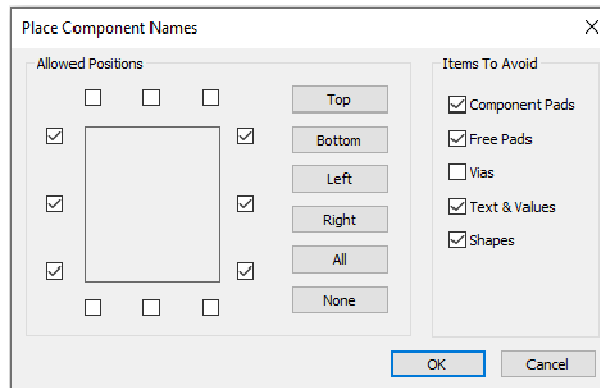 Place Component Names
Allowed Positions
Top
Bottom
Left
Right
All
None
Items To Avoid
Component Pads
Free Pads
Vias
Text & Values
Shapes
OK
Cancel